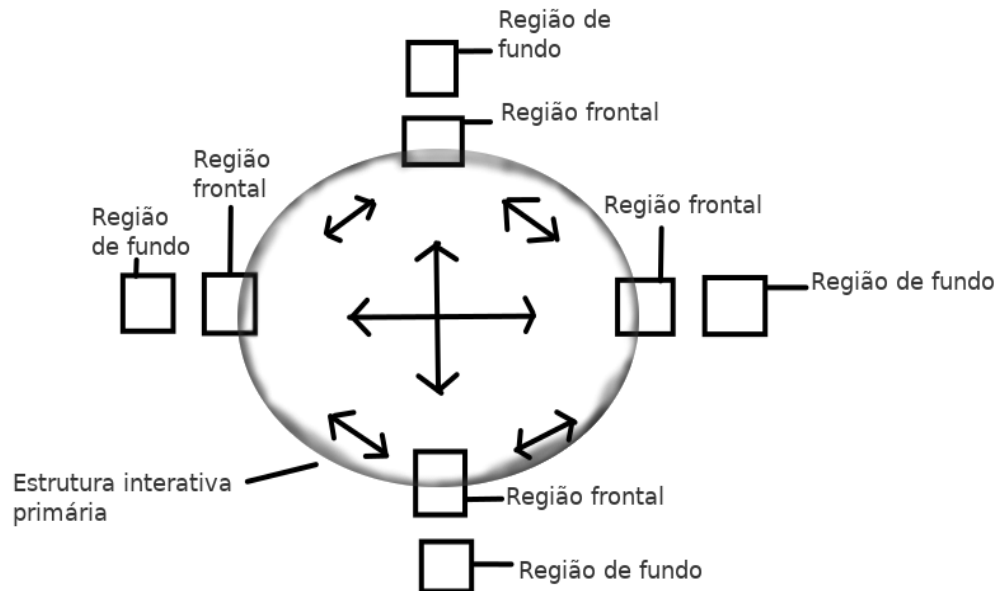 Região de
fundo
Região frontal
Região
frontal
Região frontal
Região
de fundo
Região de fundo
Estrutura interativa
primária
Região frontal
Região de fundo